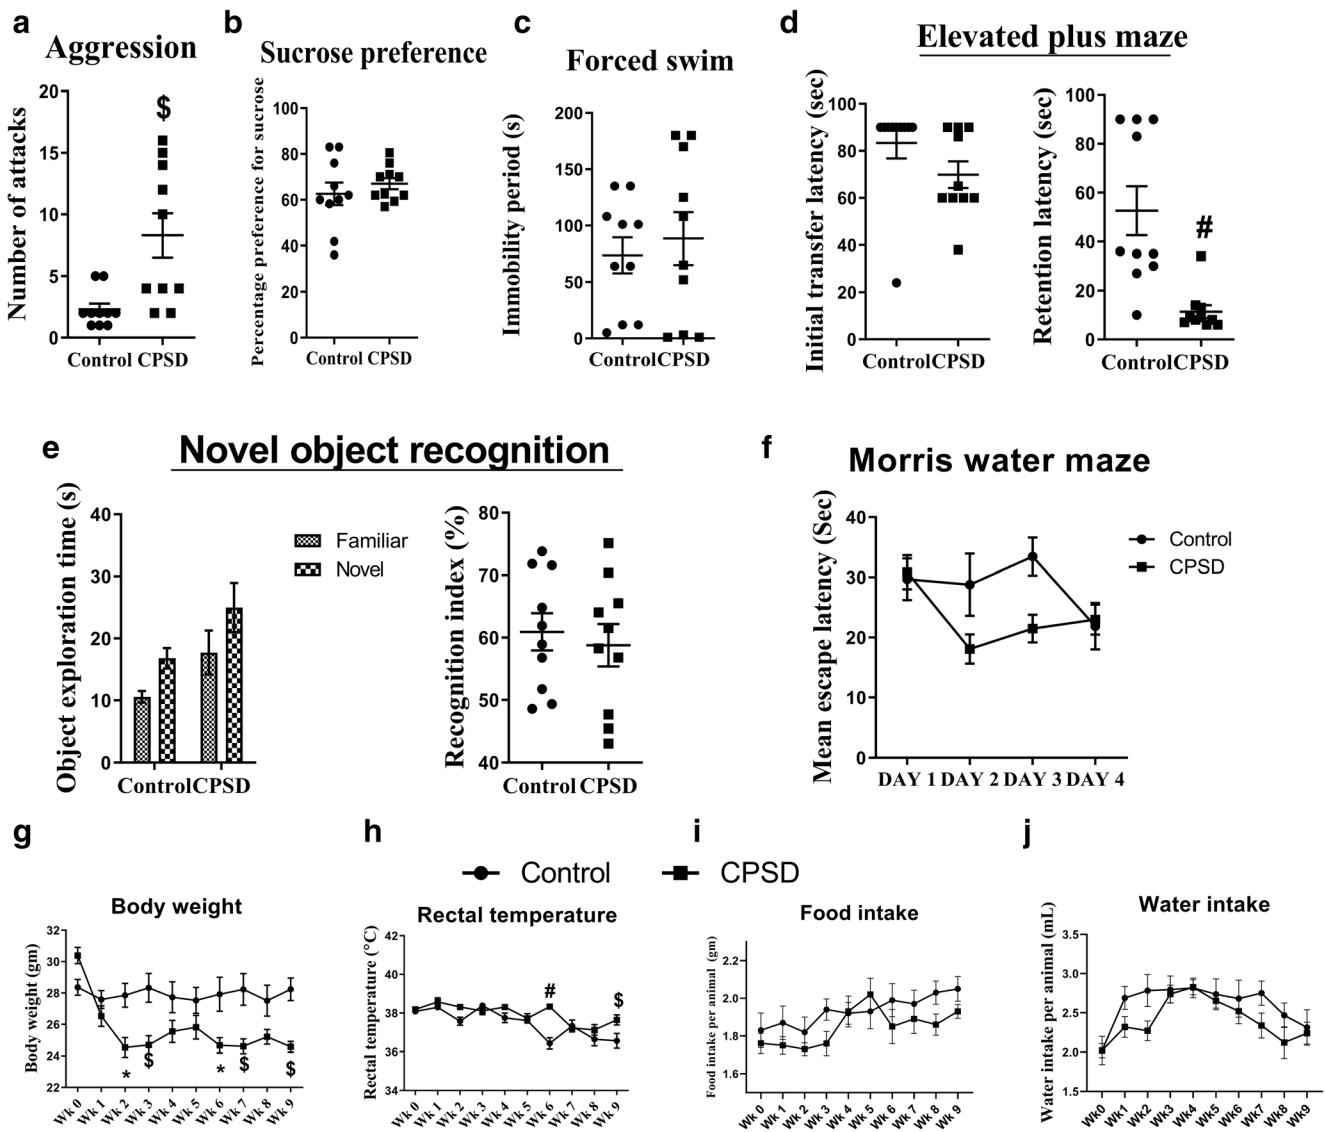 a
Aggression
Number of attacks
20
15
10
5
0
$
Control CPSD
b
Sucrose preference
Percentage preference for sucrose
100
80
60
40
20
0
Control CPSD
c
Forced swim
Immobility period (s)
200
150
100
50
0
ControlCPSD
d
Elevated plus maze
Initial transfer latency (sec)
100
80
60
40
20
0
ControlCPSD
Retention latency (sec)
100
80
60
40
20
0
#
ControlCPSD
e
Novel object recognition
Object exploration time (s)
40
30
20
10
0
Familiar
Novel
ControlCPSD
Recognition index (%)
80
70
60
50
40
Control CPSD
f
Morris water maze
Mean escape latency (Sec)
40
30
20
10
0
Control
CPSD
DAY 1 DAY 2 DAY 3 DAY 4
g
h
i
j
Control CPSD
Body weight
Body weight (gm)
32
30
28
26
24
22
* $ * $ $
Wk 0 Wk 1 Wk 2 Wk 3 Wk 4 Wk 5 Wk 6 Wk 7 Wk 8 Wk 9
Rectal temperature
Rectal temperature (°C)
42
40
38
36
34
# $
Wk 0 Wk 1 Wk 2 Wk 3 Wk 4 Wk 5 Wk 6 Wk 7 Wk 8 Wk 9
Food intake
Food intake per animal (gm)
2.2
2.0
1.8
1.6
Wk 0 Wk 1 Wk 2 Wk 3 Wk 4 Wk 5 Wk 6 Wk 7 Wk 8 Wk 9
Water intake
Water intake per animal (mL)
3.5
3.0
2.5
2.0
1.5
Wk0 Wk1 Wk2 Wk3 Wk4 Wk5 Wk6 Wk7 Wk8 Wk9